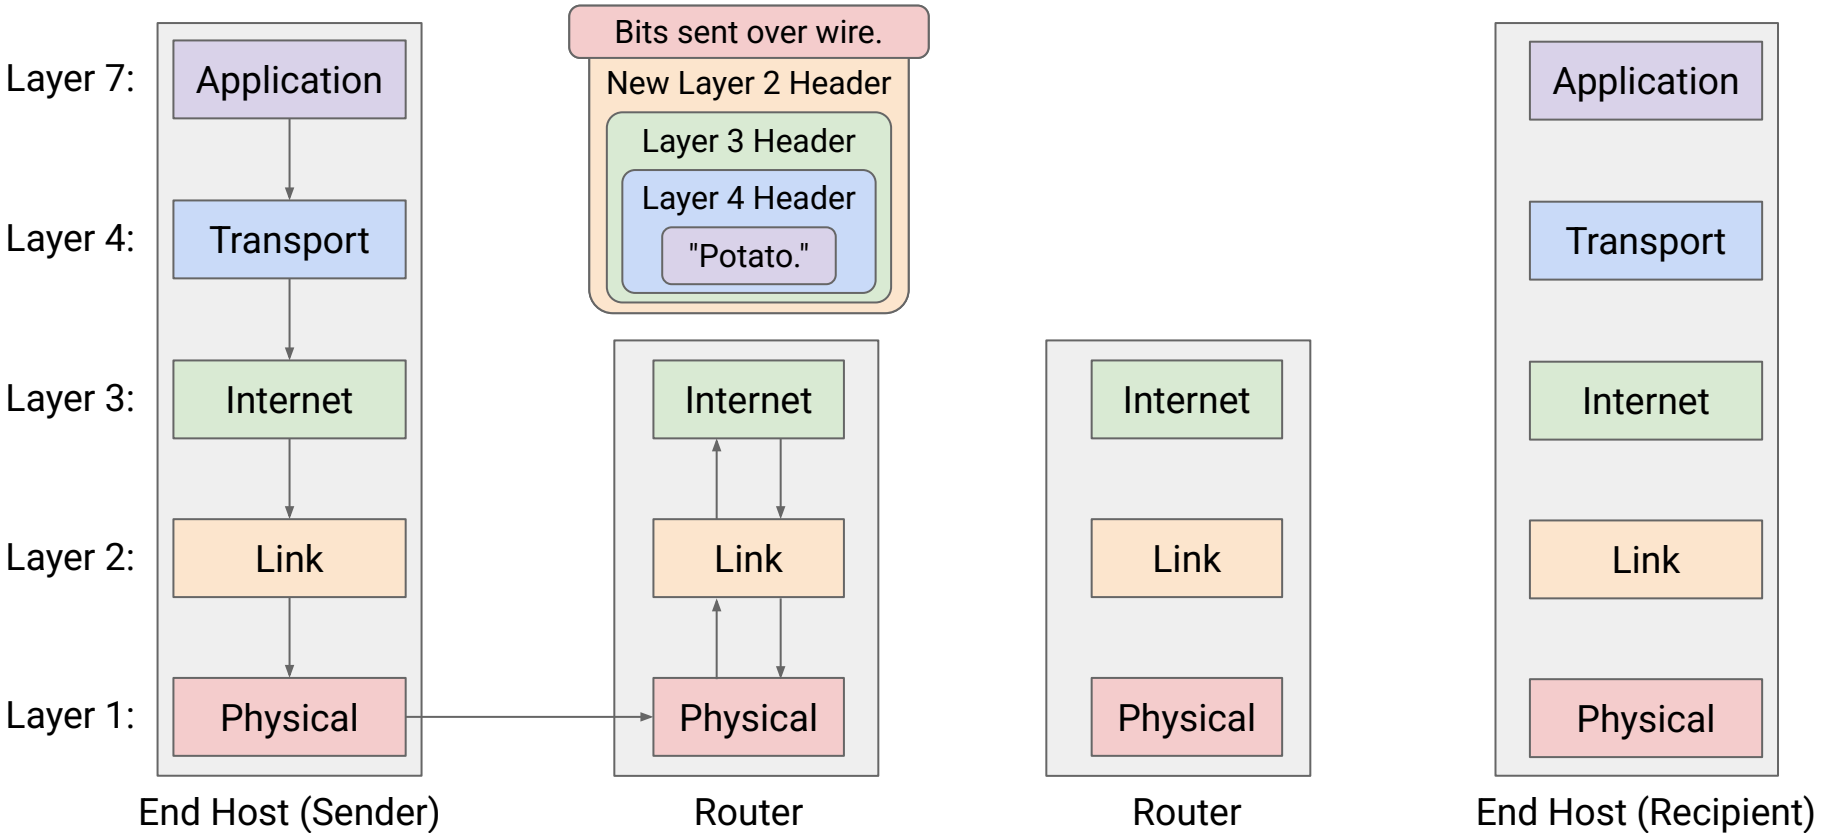 Layer 7:
Layer 4:
Layer 3:
Layer 2:
Layer 1:
Application
Transport
Internet
Link
Physical
End Host (Sender)
Bits sent over wire.
New Layer 2 Header
Layer 3 Header
Layer 4 Header
"Potato."
Internet
Link
Physical
Router
Internet
Link
Physical
Router
Application
Transport
Internet
Link
Physical
End Host (Recipient)